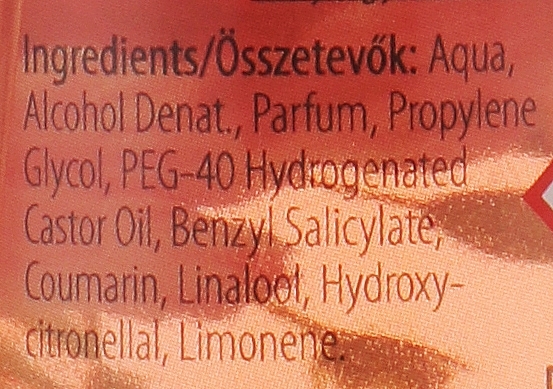 Ingredients/Összetevők: Aqua,
Alcohol Denat., Parfum, Propylene
Glycol, PEG-40 Hydrogenated
Castor Oil, Benzyl Salicylate,
Coumarin, Linalool, Hydroxy-
citronellal, Limonene.